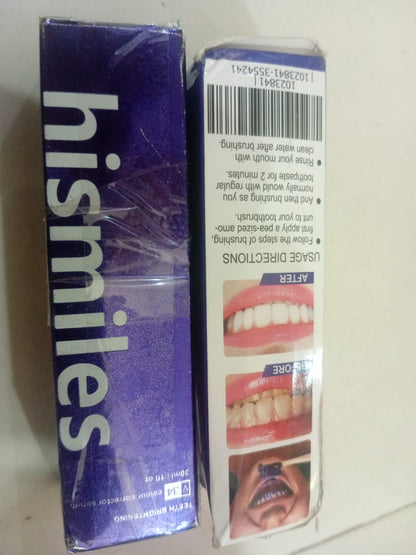 hismiles
TEETH BRIGHTENING
V 34 colour corrector serum
30ml / 1fl oz
AFTER
BEFORE
USAGE DIRECTIONS
Follow the steps of brushing,
first apply a pea-sized amo-
unt to your toothbrush.
And then brushing as you
normally would with regular
toothpaste for 2 minutes.
Rinse your mouth with
clean water after brushing.
1023841 |
| 1023841-3554241